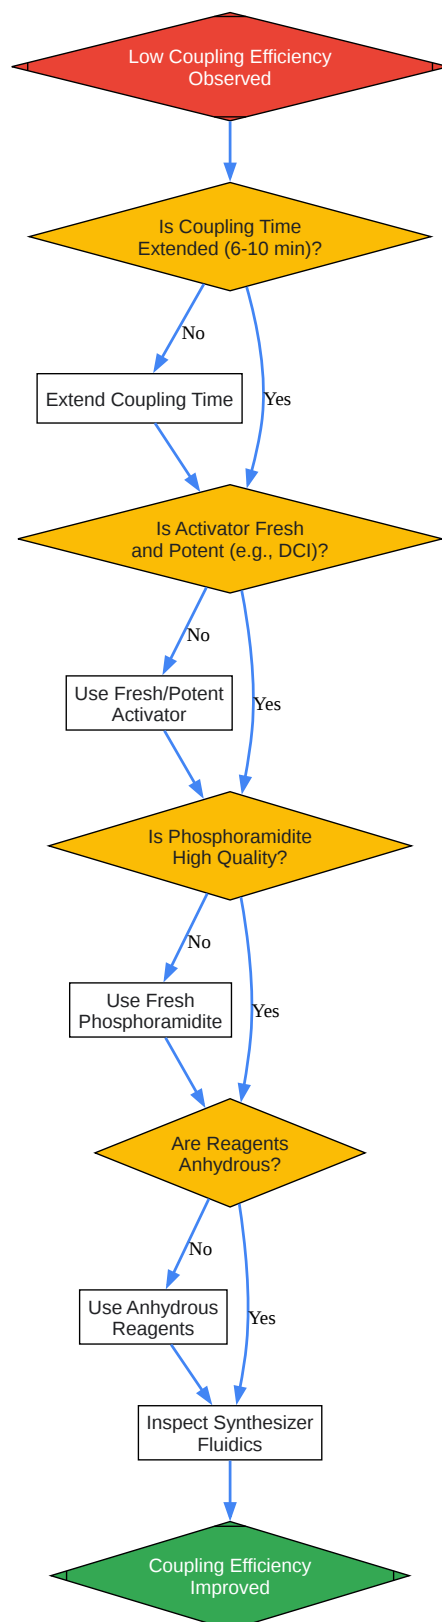 Low Coupling Efficiency
Observed
Is Coupling Time
Extended (6-10 min)?
No
Yes
Extend Coupling Time
Is Activator Fresh
and Potent (e.g., DCI)?
No
Yes
Use Fresh/Potent
Activator
Is Phosphoramidite
High Quality?
No
Yes
Use Fresh
Phosphoramidite
Are Reagents
Anhydrous?
No
Yes
Use Anhydrous
Reagents
Inspect Synthesizer
Fluidics
Coupling Efficiency
Improved